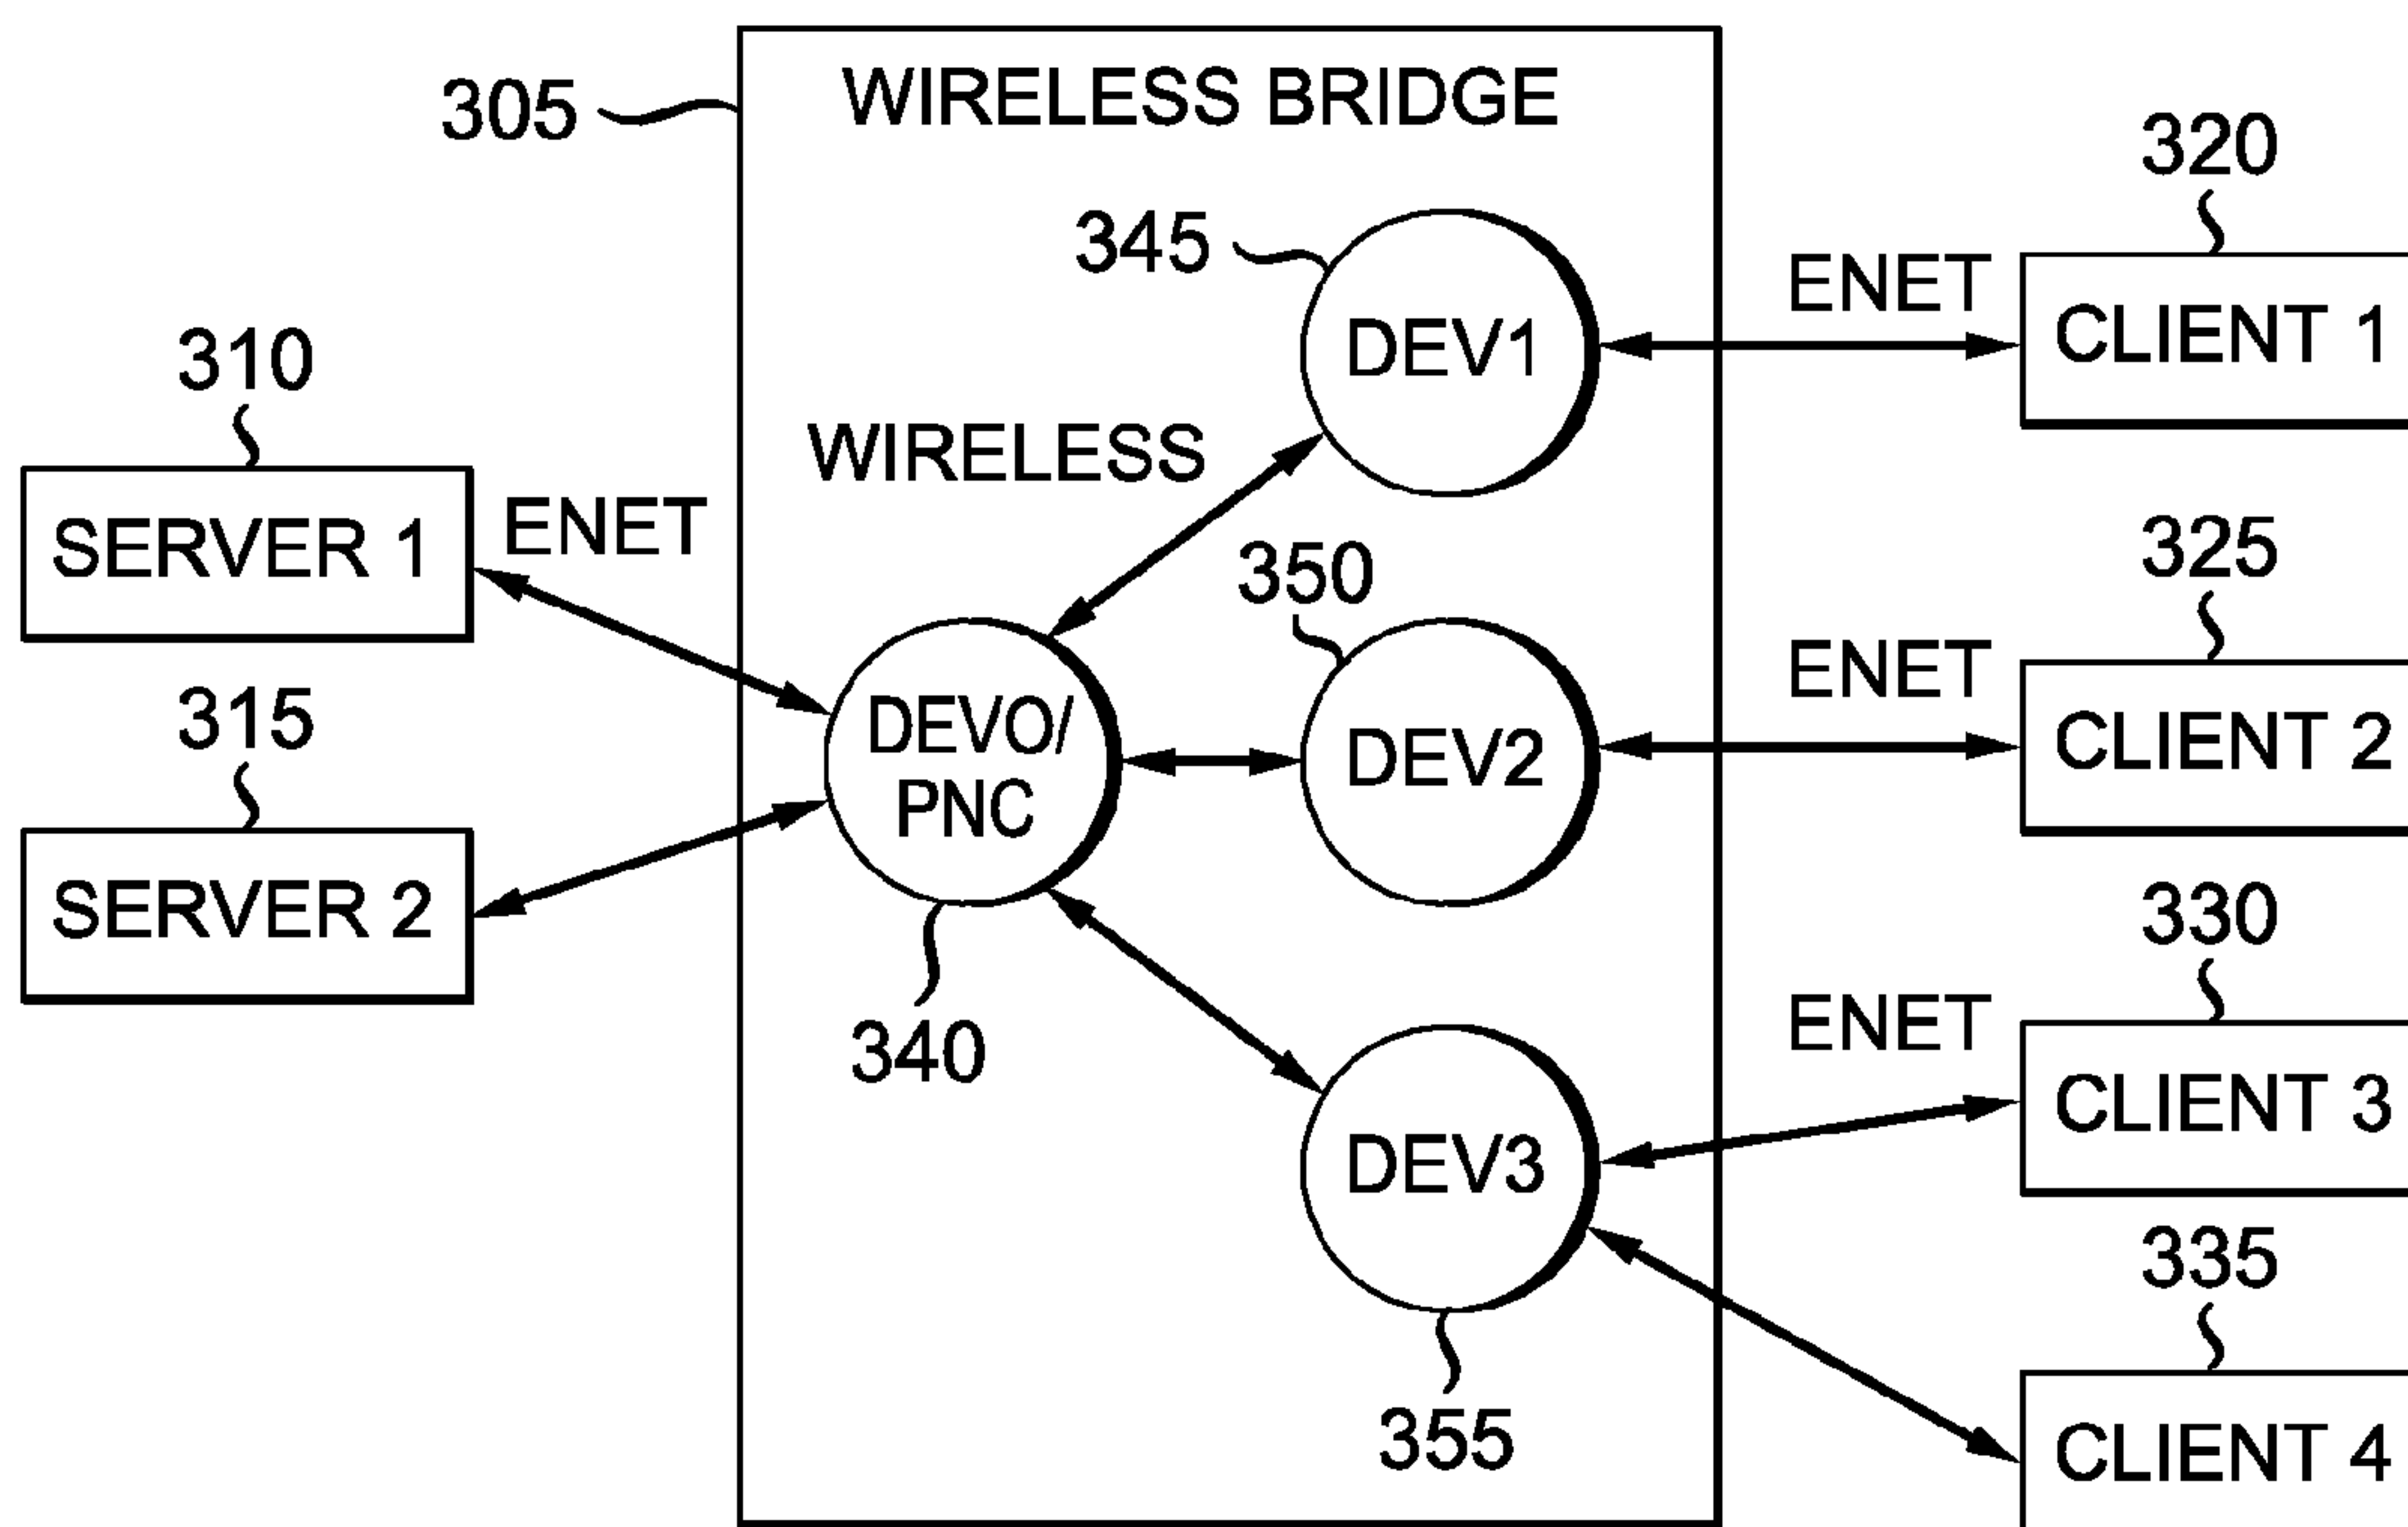 WIRELESS BRIDGE
305
320
345
ENET
CLIENT 1
DEV1
310
WIRELESS
SERVER 1
ENET
350
325
ENET
DEVO/
PNC
DEV2
CLIENT 2
315
SERVER 2
340
330
ENET
CLIENT 3
DEV3
335
355
CLIENT 4